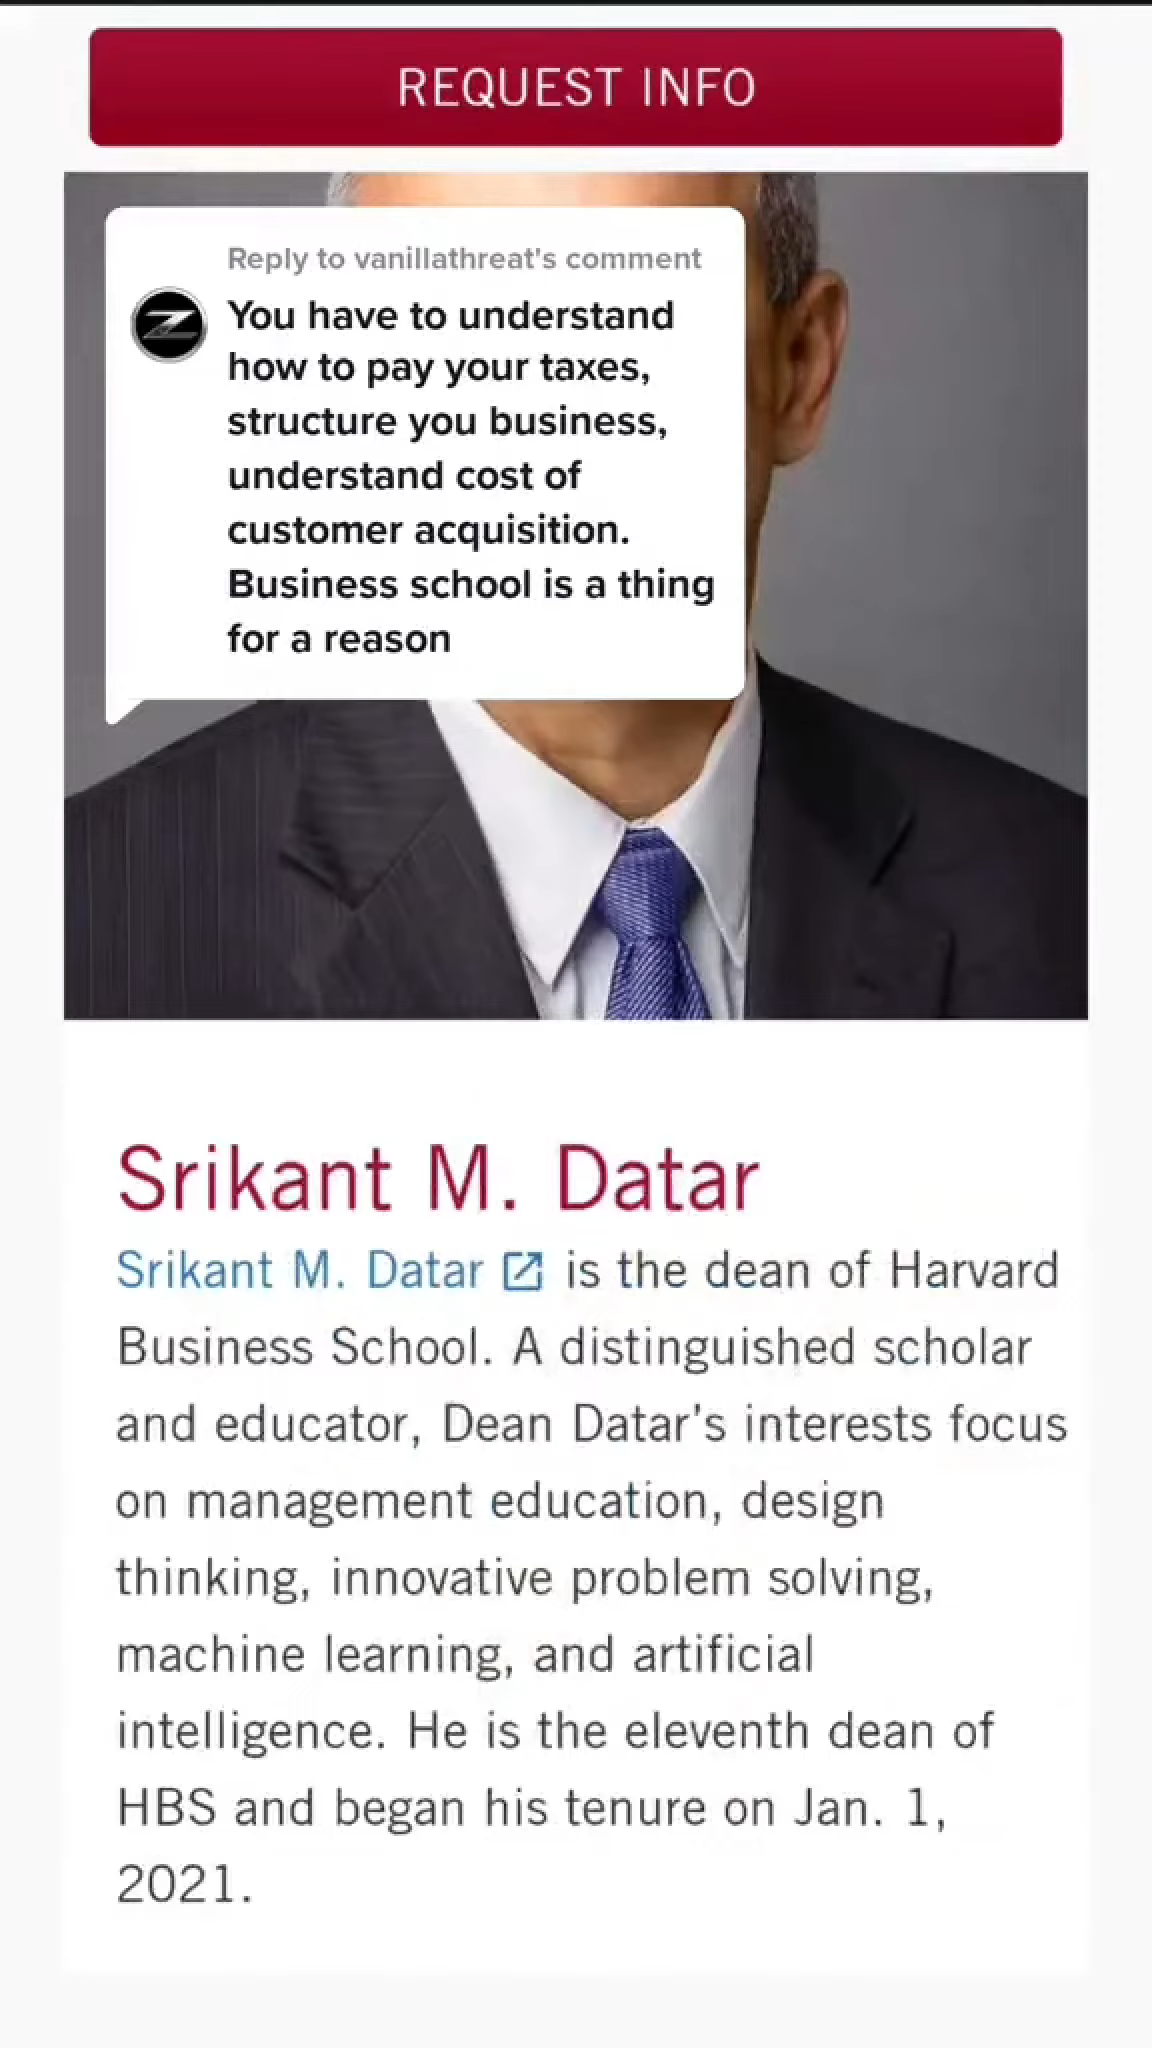 REQUEST INFO
Reply to vanillathreat's comment
You have to understand
how to pay your taxes,
structure you business,
understand cost of
customer acquisition.
Business school is a thing
for a reason
Srikant M. Datar
Srikant M. Datar is the dean of Harvard
Business School. A distinguished scholar
and educator, Dean Datar's interests focus
on management education, design
thinking, innovative problem solving,
machine learning, and artificial
intelligence. He is the eleventh dean of
HBS and began his tenure on Jan. 1,
2021.